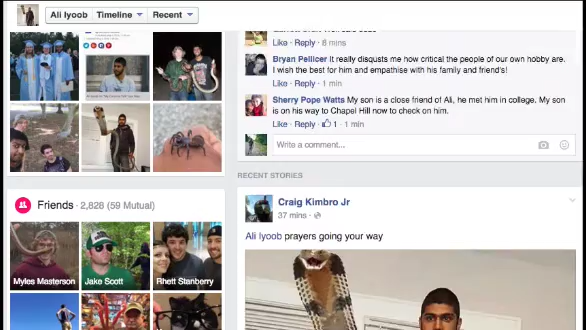 Ali Iyoob Timeline Recent
Like · Reply · 8 mins
Bryan Pellicer It really disgusts me how critical the people of our own hobby are.
I wish the best for him and empathise with his family and friend's!
Like · Reply · 1 min
Sherry Pope Watts My son is a close friend of Ali, he met him in college. My son
is on his way to Chapel Hill now to check on him.
Like · Reply · 1 · 1 min
Write a comment...
Friends · 2,828 (59 Mutual)
Myles Masterson
Jake Scott
Rhett Stanberry
RECENT STORIES
Craig Kimbro Jr
37 mins ·
Ali Iyoob prayers going your way